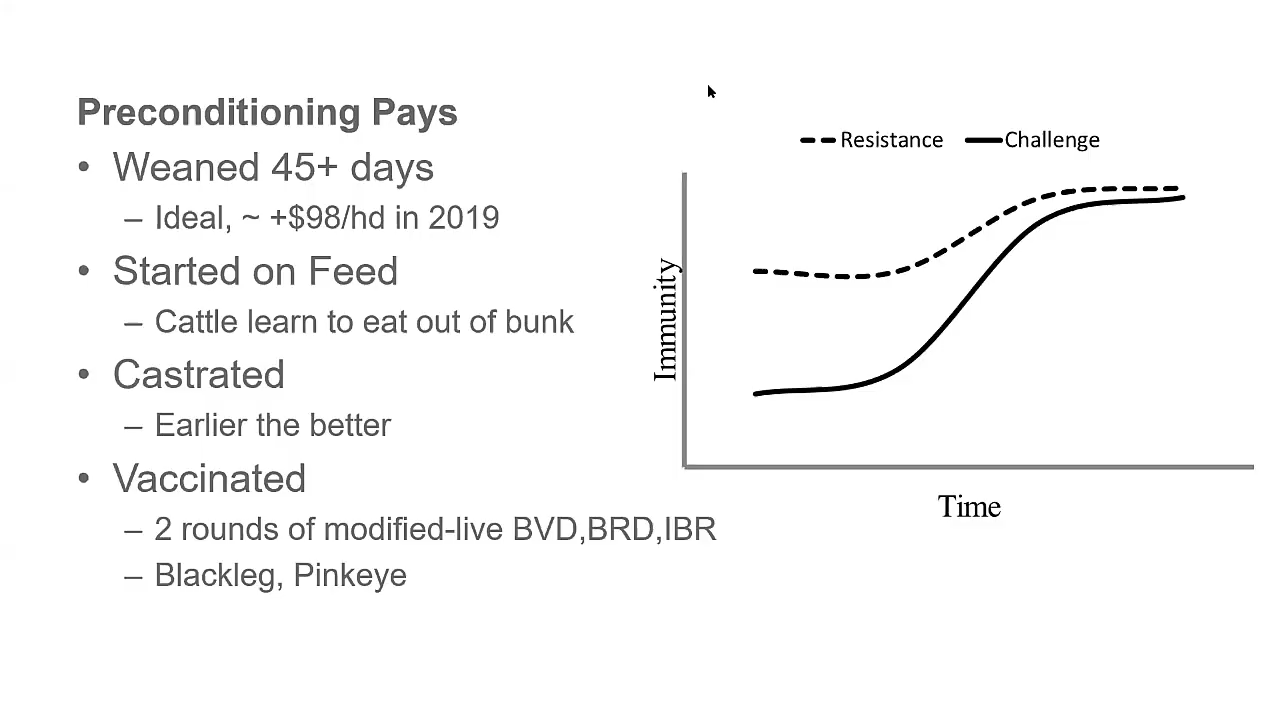 Preconditioning Pays
• Weaned 45+ days
– Ideal, ~ +$98/hd in 2019
• Started on Feed
– Cattle learn to eat out of bunk
• Castrated
– Earlier the better
• Vaccinated
– 2 rounds of modified-live BVD,BRD,IBR
– Blackleg, Pinkeye
Resistance Challenge
Immunity
Time